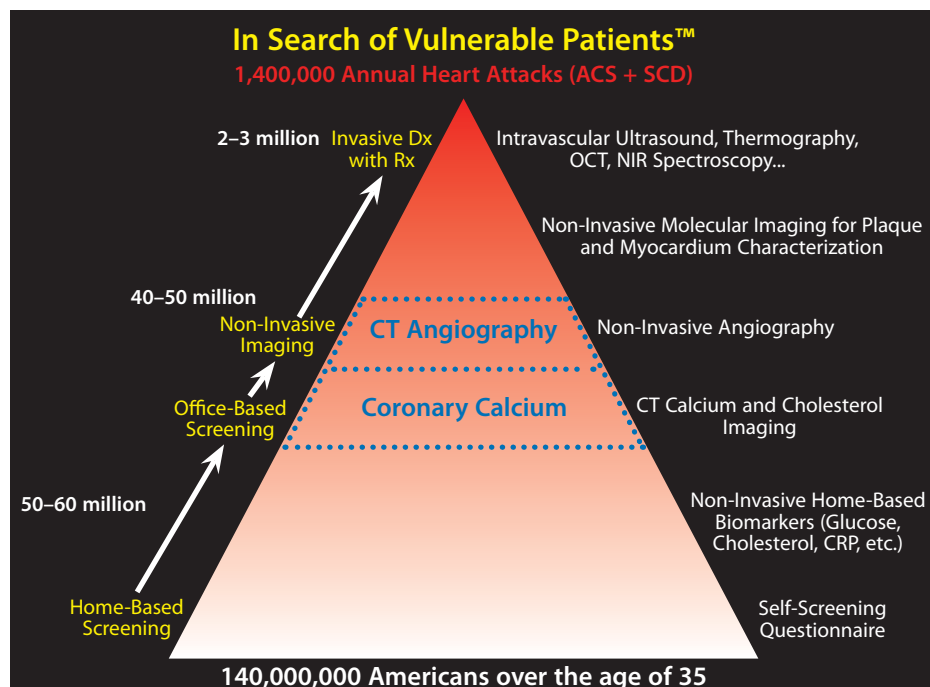 In Search of Vulnerable Patients™
1,400,000 Annual Heart Attacks (ACS + SCD)
2–3 million
Invasive Dx
with Rx
Intravascular Ultrasound, Thermography,
OCT, NIR Spectroscopy...
Non-Invasive Molecular Imaging for Plaque
and Myocardium Characterization
40–50 million
Non-Invasive
Imaging
CT Angiography
Non-Invasive Angiography
Office-Based
Screening
Coronary Calcium
CT Calcium and Cholesterol
Imaging
50–60 million
Non-Invasive Home-Based
Biomarkers (Glucose,
Cholesterol, CRP, etc.)
Home-Based
Screening
Self-Screening
Questionnaire
140,000,000 Americans over the age of 35